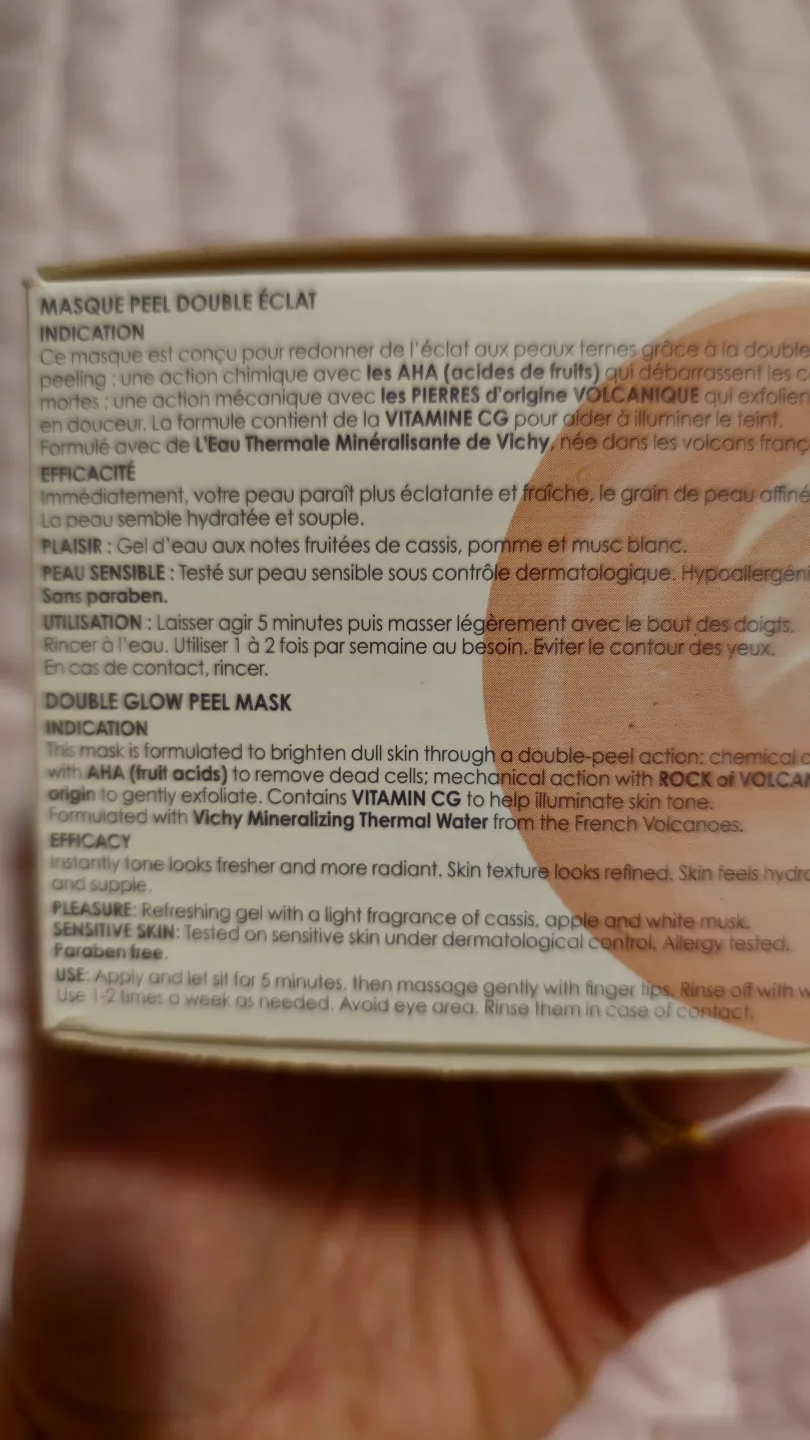 MASQUE PEEL DOUBLE ÉCLAT
INDICATION
Ce masque est conçu pour redonner de l'éclat aux peaux ternes grâce à la double
peeling : une action chimique avec les AHA (acides de fruits) qui débarrassent les
mortes ; une action mécanique avec les PIERRES d'origine VOLCANIQUE qui
en douceur. La formule contient de la VITAMINE CG pour aider à illuminer le teint.
Formulé avec de L'Eau Thermale Minéralisante de Vichy, née dans les volcans
EFFICACITÉ
Immédiatement, votre peau paraît plus éclatante et fraîche, le grain de peau affiné
La peau semble hydratée et souple.
PLAISIR : Gel d'eau aux notes fruitées de cassis, pomme et musc blanc.
PEAU SENSIBLE : Testé sur peau sensible sous contrôle dermatologique.
Sans paraben.
UTILISATION : Laisser agir 5 minutes puis masser légèrement avec le bout des doigts.
Rincer à l'eau. Utiliser 1 à 2 fois par semaine au besoin. Eviter le contour des yeux.
En cas de contact, rincer.
DOUBLE GLOW PEEL MASK
INDICATION
This mask is formulated to brighten dull skin through a double-peel action: chemical
with AHA (fruit acids) to remove dead cells; mechanical action with ROCK of
origin to gently exfoliate. Contains VITAMIN CG to help illuminate skin tone.
Formulated with Vichy Mineralizing Thermal Water from the French Volcanoes.
EFFICACY
Instantly tone looks fresher and more radiant. Skin texture looks refined. Skin feels
and supple.
PLEASURE: Refreshing gel with a light fragrance of cassis, apple and white musk.
SENSITIVE SKIN: Tested on sensitive skin under dermatological control. Allergy tested.
Paraben free.
USE: Apply and let sit for 5 minutes, then massage gently with finger tips. Rinse off with
Use 1-2 times a week as needed. Avoid eye area. Rinse them in case of contact.